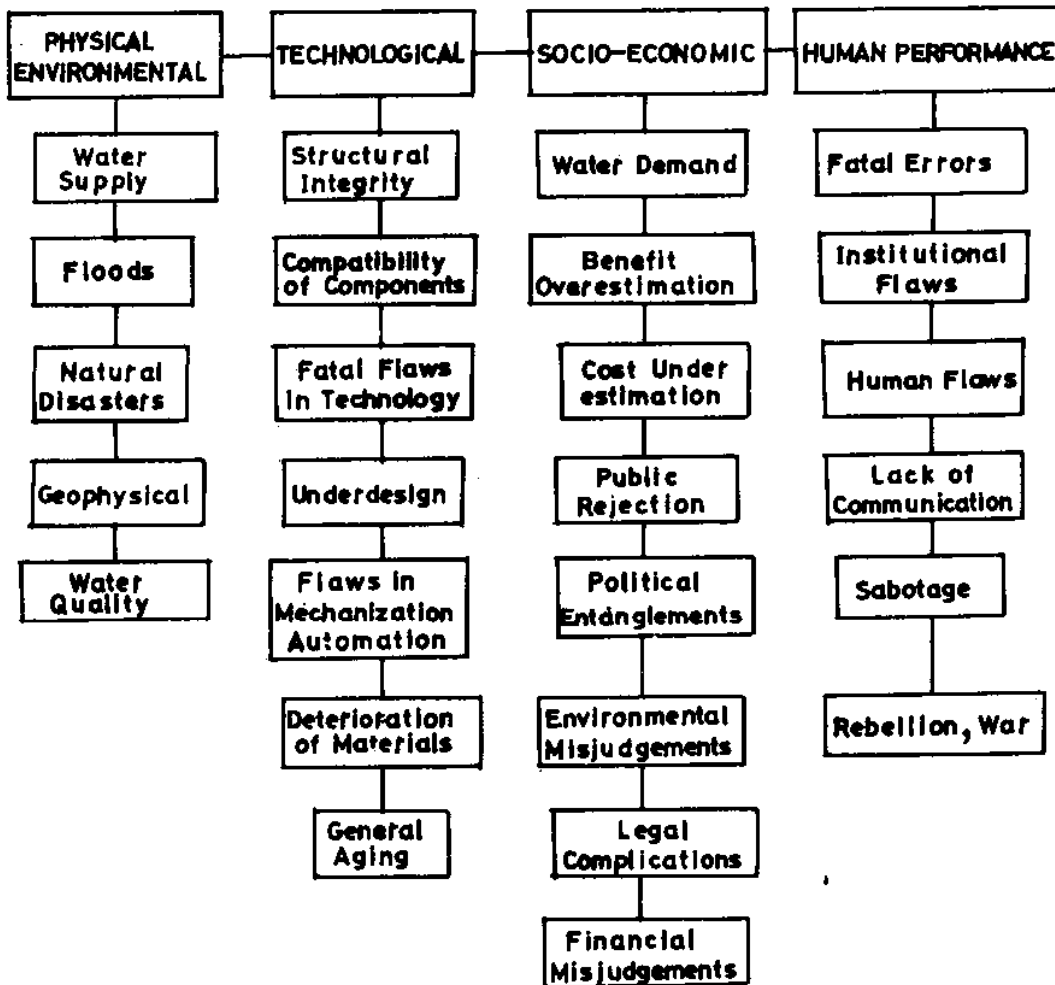 PHYSICAL
ENVIRONMENTAL
TECHNOLOGICAL
SOCIO-ECONOMIC
HUMAN PERFORMANCE
Water
Supply
Floods
Natural
Disasters
Geophysical
Water
Quality
Structural
Integrity
Compatibility
of Components
Fatal Flaws
in Technology
Underdesign
Flaws in
Mechanization
Automation
Deterioration
of Materials
General
Aging
Water Demand
Benefit
Overestimation
Cost Under
estimation
Public
Rejection
Political
Entanglements
Environmental
Misjudgements
Legal
Complications
Financial
Misjudgements
Fatal Errors
Institutional
Flaws
Human Flaws
Lack of
Communication
Sabotage
Rebellion, War